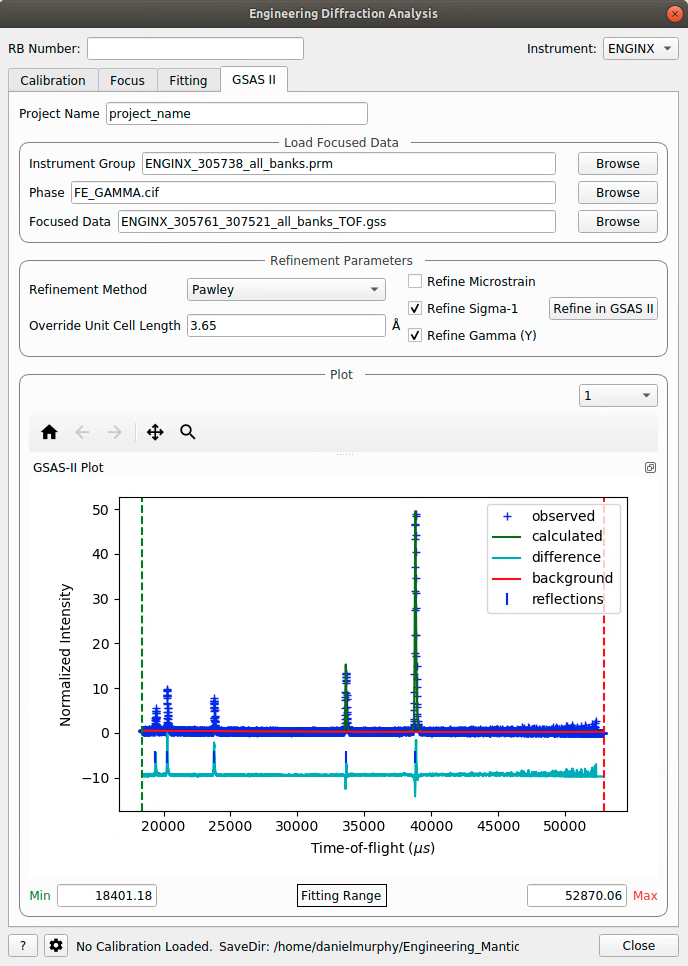 Engineering Diffraction Analysis
RB Number: Instrument: ENGINX
Calibration Focus Fitting GSAS II
Project Name project_name
Load Focused Data
Instrument Group ENGINX_305738_all_banks.prm Browse
Phase FE_GAMMA.cif Browse
Focused Data ENGINX_305761_307521_all_banks_TOF.gss Browse
Refinement Parameters
Refine Microstrain
Refinement Method Pawley
Refine Sigma-1 Refine in GSAS II
Override Unit Cell Length 3.65 Å
Refine Gamma (Y)
Plot
1
GSAS-II Plot
50
40
30
20
10
0
−10
Normalized Intensity
observed
calculated
difference
background
reflections
20000 25000 30000 35000 40000 45000 50000
Time-of-flight (μs)
Min 18401.18 Fitting Range 52870.06 Max
? No Calibration Loaded. SaveDir: /home/danielmurphy/Engineering_Mantic Close